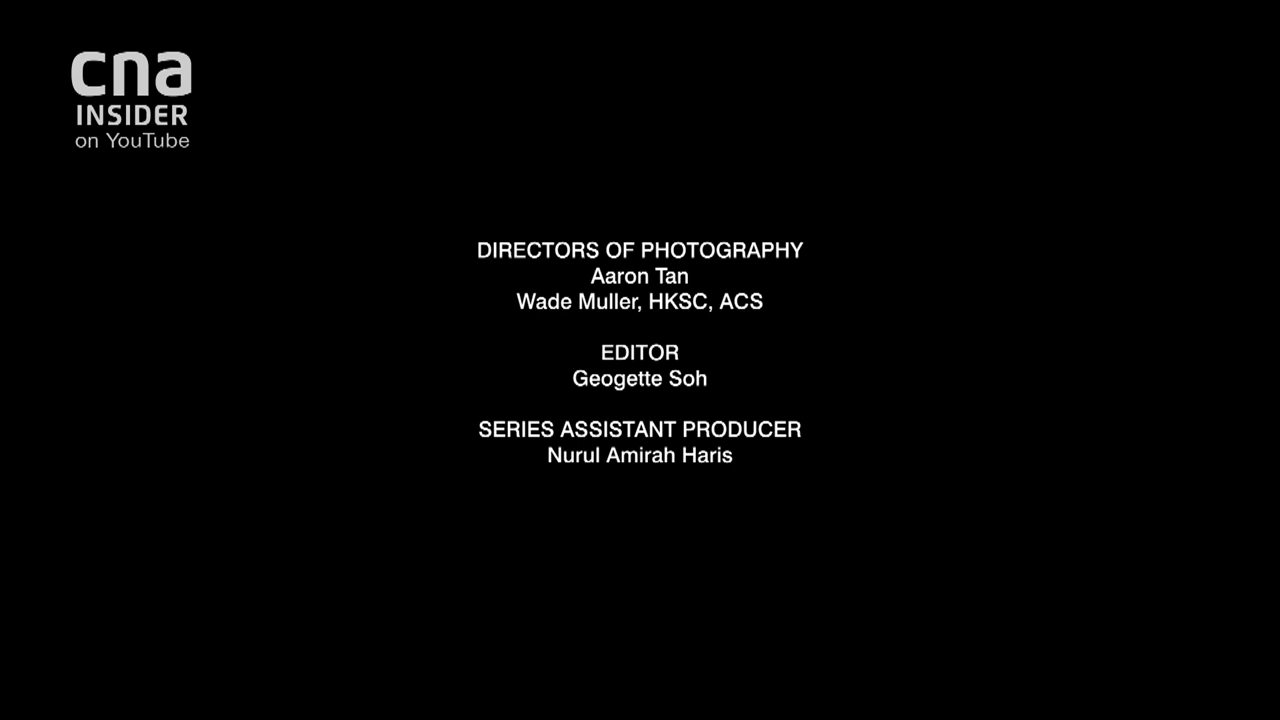 cna
INSIDER
on YouTube
DIRECTORS OF PHOTOGRAPHY
Aaron Tan
Wade Muller, HKSC, ACS
EDITOR
Geogette Soh
SERIES ASSISTANT PRODUCER
Nurul Amirah Haris